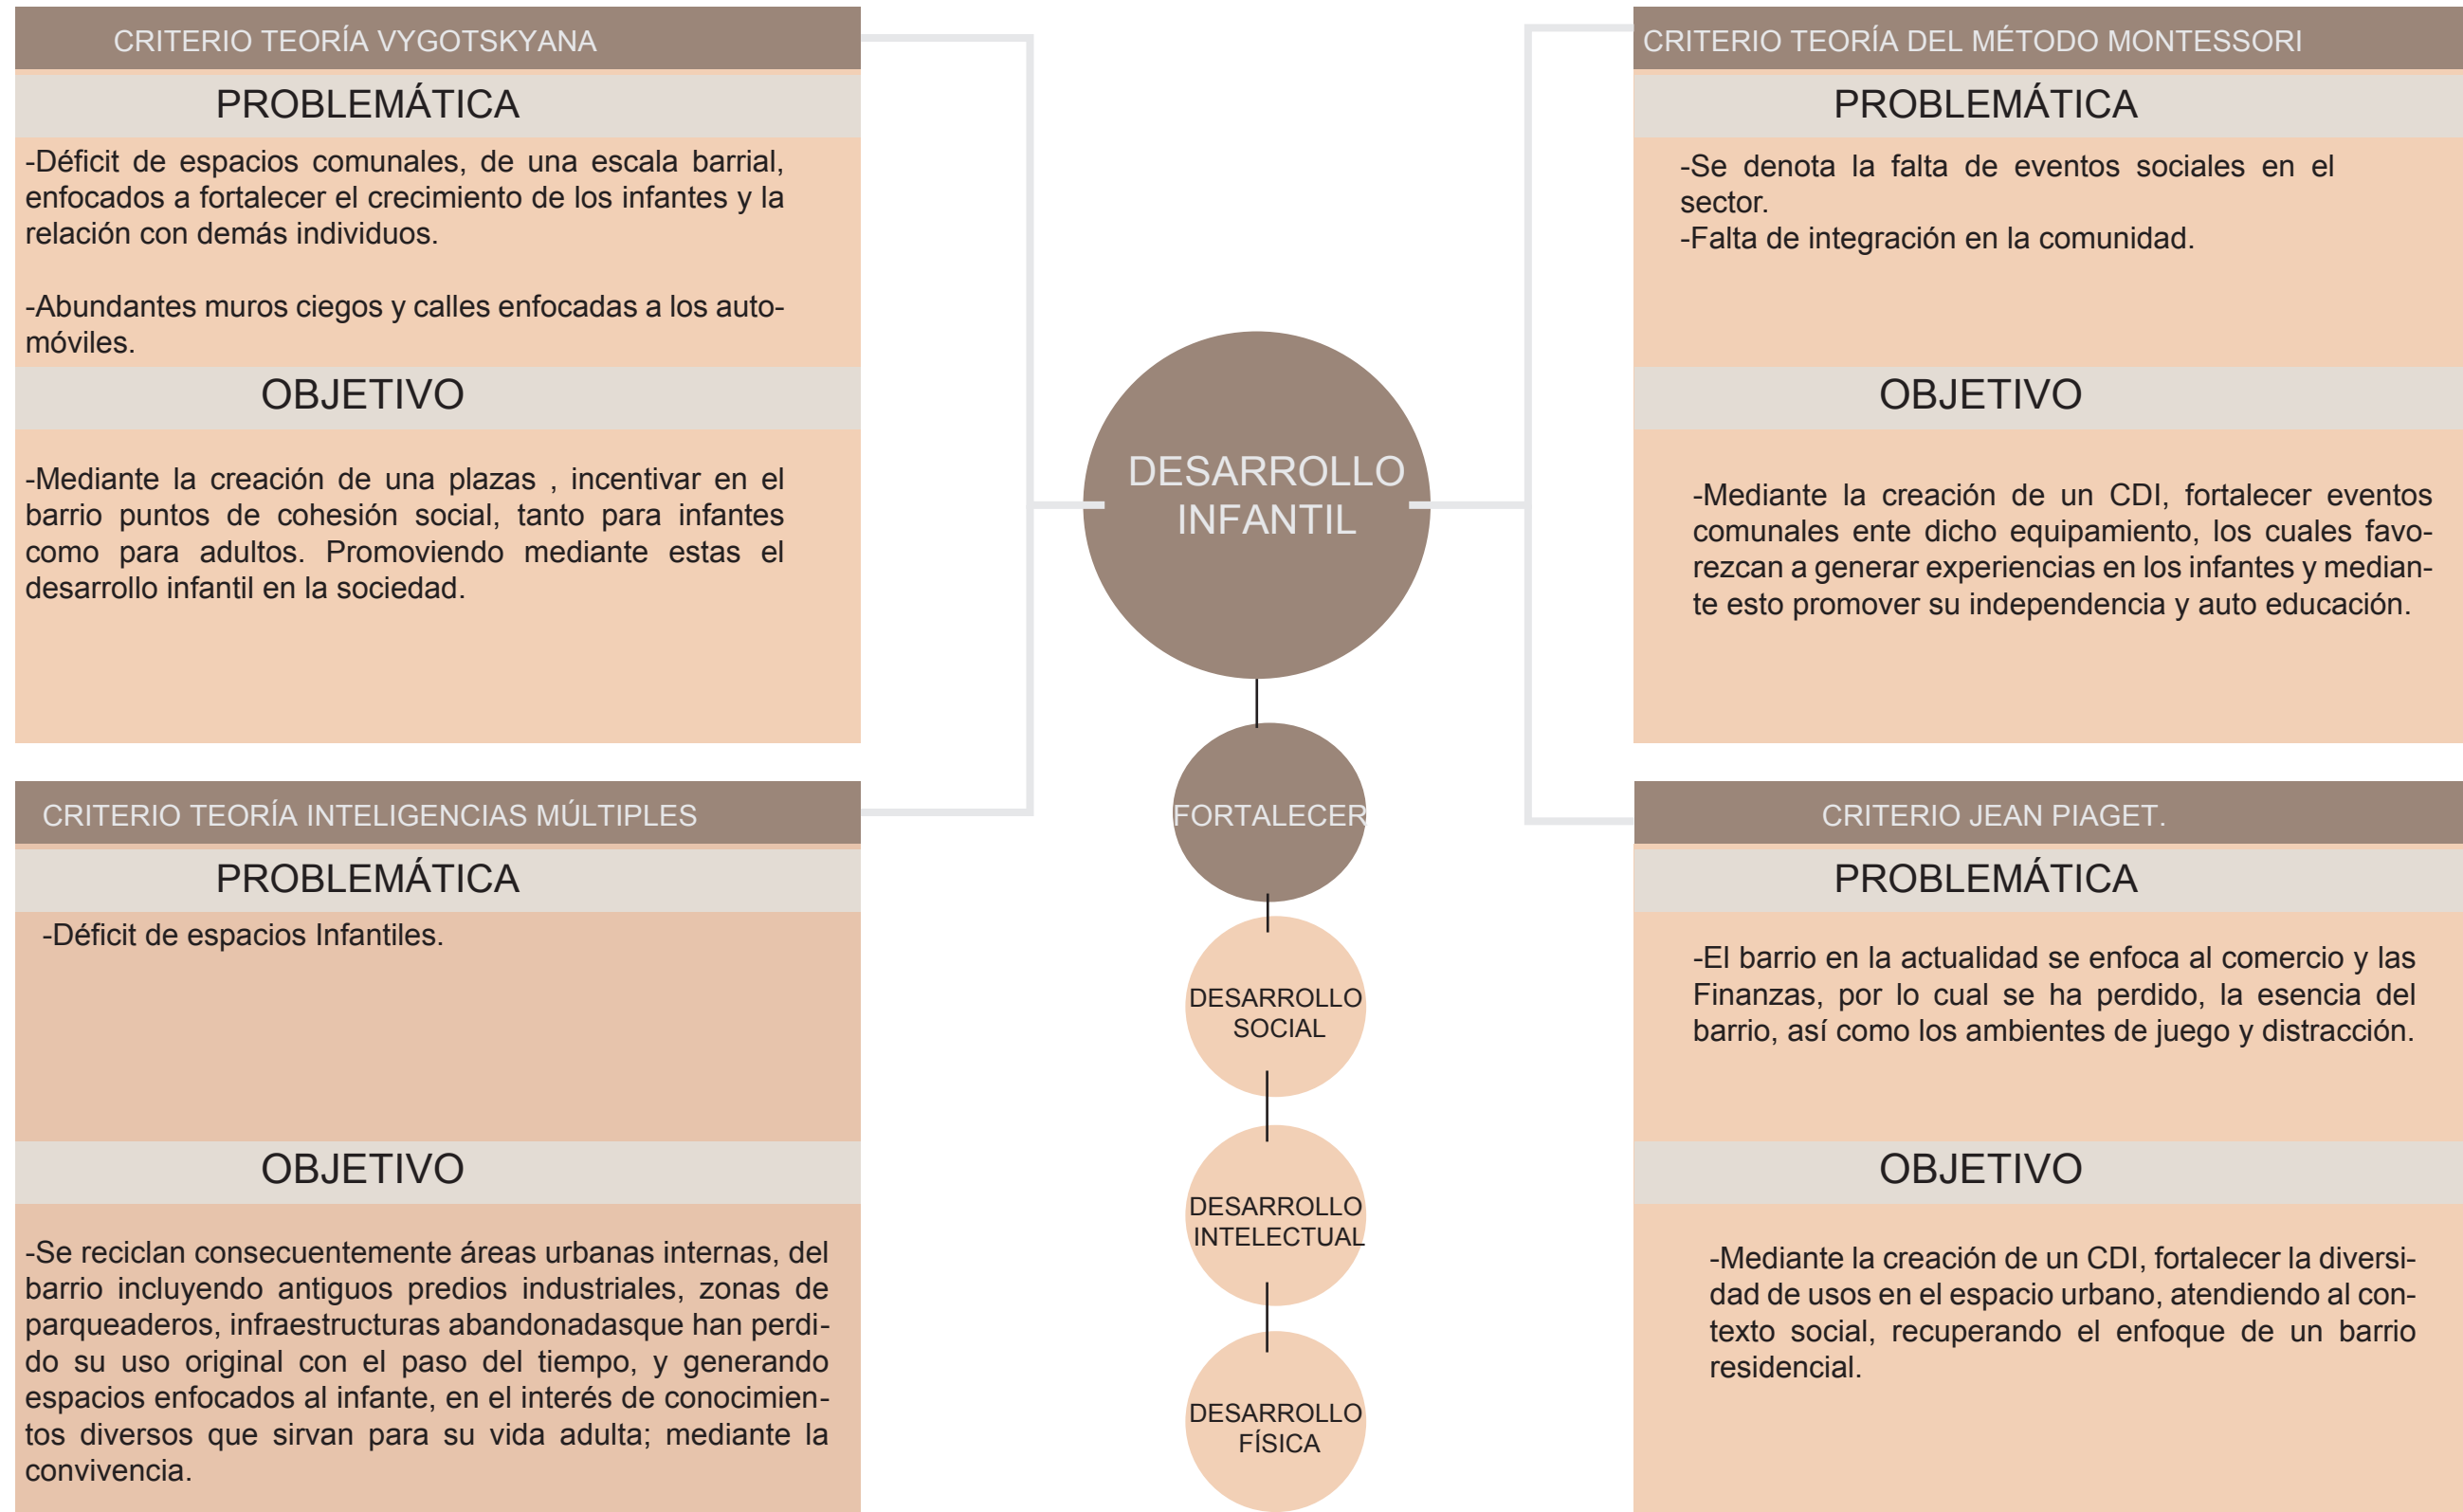 CRITERIO TEORÍA VYGOTSKYANA
PROBLEMÁTICA
-Déficit de espacios comunales, de una escala barrial,
enfocados a fortalecer el crecimiento de los infantes y la
relación con demás individuos.
-Abundantes muros ciegos y calles enfocadas a los auto-
móviles.
OBJETIVO
-Mediante la creación de una plazas , incentivar en el
barrio puntos de cohesión social, tanto para infantes
como para adultos. Promoviendo mediante estas el
desarrollo infantil en la sociedad.
CRITERIO TEORÍA INTELIGENCIAS MÚLTIPLES
PROBLEMÁTICA
-Déficit de espacios Infantiles.
OBJETIVO
-Se reciclan consecuentemente áreas urbanas internas, del
barrio incluyendo antiguos predios industriales, zonas de
parqueaderos, infraestructuras abandonadasque han perdi-
do su uso original con el paso del tiempo, y generando
espacios enfocados al infante, en el interés de conocimien-
tos diversos que sirvan para su vida adulta; mediante la
convivencia.
DESARROLLO
INFANTIL
FORTALECER
DESARROLLO
SOCIAL
DESARROLLO
INTELECTUAL
DESARROLLO
FÍSICA
CRITERIO TEORÍA DEL MÉTODO MONTESSORI
PROBLEMÁTICA
-Se denota la falta de eventos sociales en el
sector.
-Falta de integración en la comunidad.
OBJETIVO
-Mediante la creación de un CDI, fortalecer eventos
comunales ente dicho equipamiento, los cuales favo-
rezcan a generar experiencias en los infantes y median-
te esto promover su independencia y auto educación.
CRITERIO JEAN PIAGET.
PROBLEMÁTICA
-El barrio en la actualidad se enfoca al comercio y las
Finanzas, por lo cual se ha perdido, la esencia del
barrio, así como los ambientes de juego y distracción.
OBJETIVO
-Mediante la creación de un CDI, fortalecer la diversi-
dad de usos en el espacio urbano, atendiendo al con-
texto social, recuperando el enfoque de un barrio
residencial.